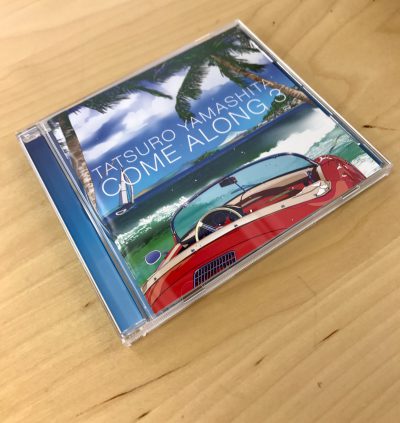 TATSURO YAMASHITA
COME ALONG 3